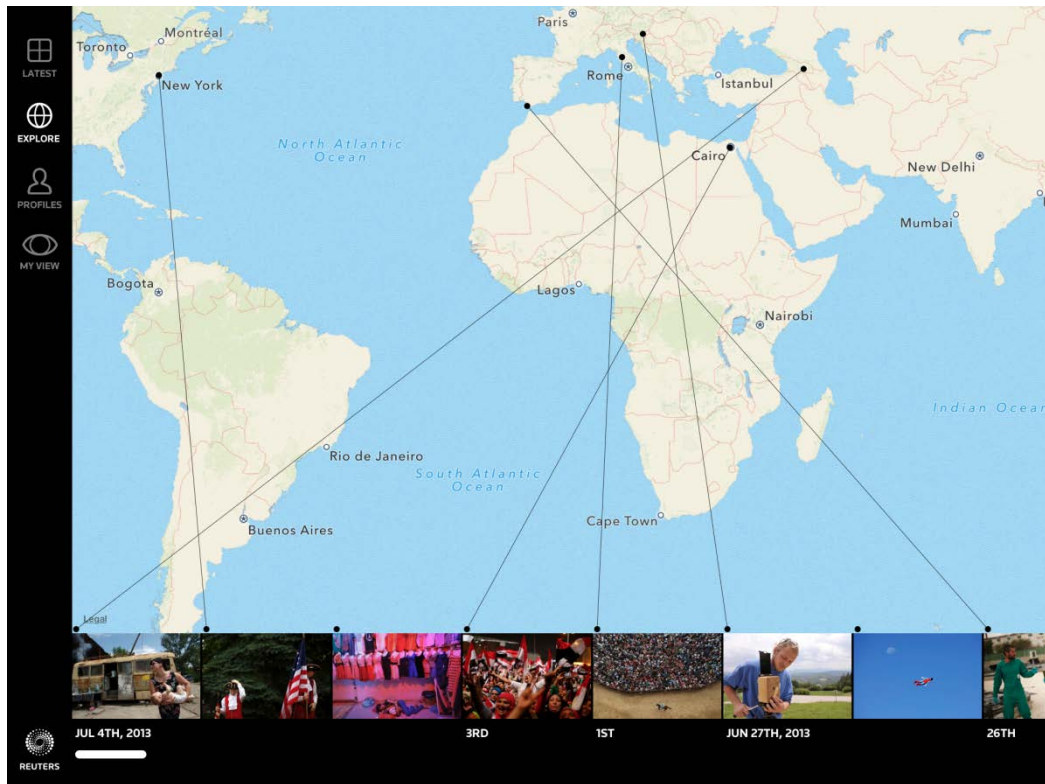 LATEST
EXPLORE
PROFILES
MY VIEW
REUTERS
Toronto
Montréal
New York
Paris
Rome
Istanbul
Cairo
New Delhi
Mumbai
North Atlantic
Ocean
Bogota
Lagos
Nairobi
Indian Ocean
Rio de Janeiro
South Atlantic
Ocean
Buenos Aires
Cape Town
Legal
JUL 4TH, 2013
3RD
1ST
JUN 27TH, 2013
26TH